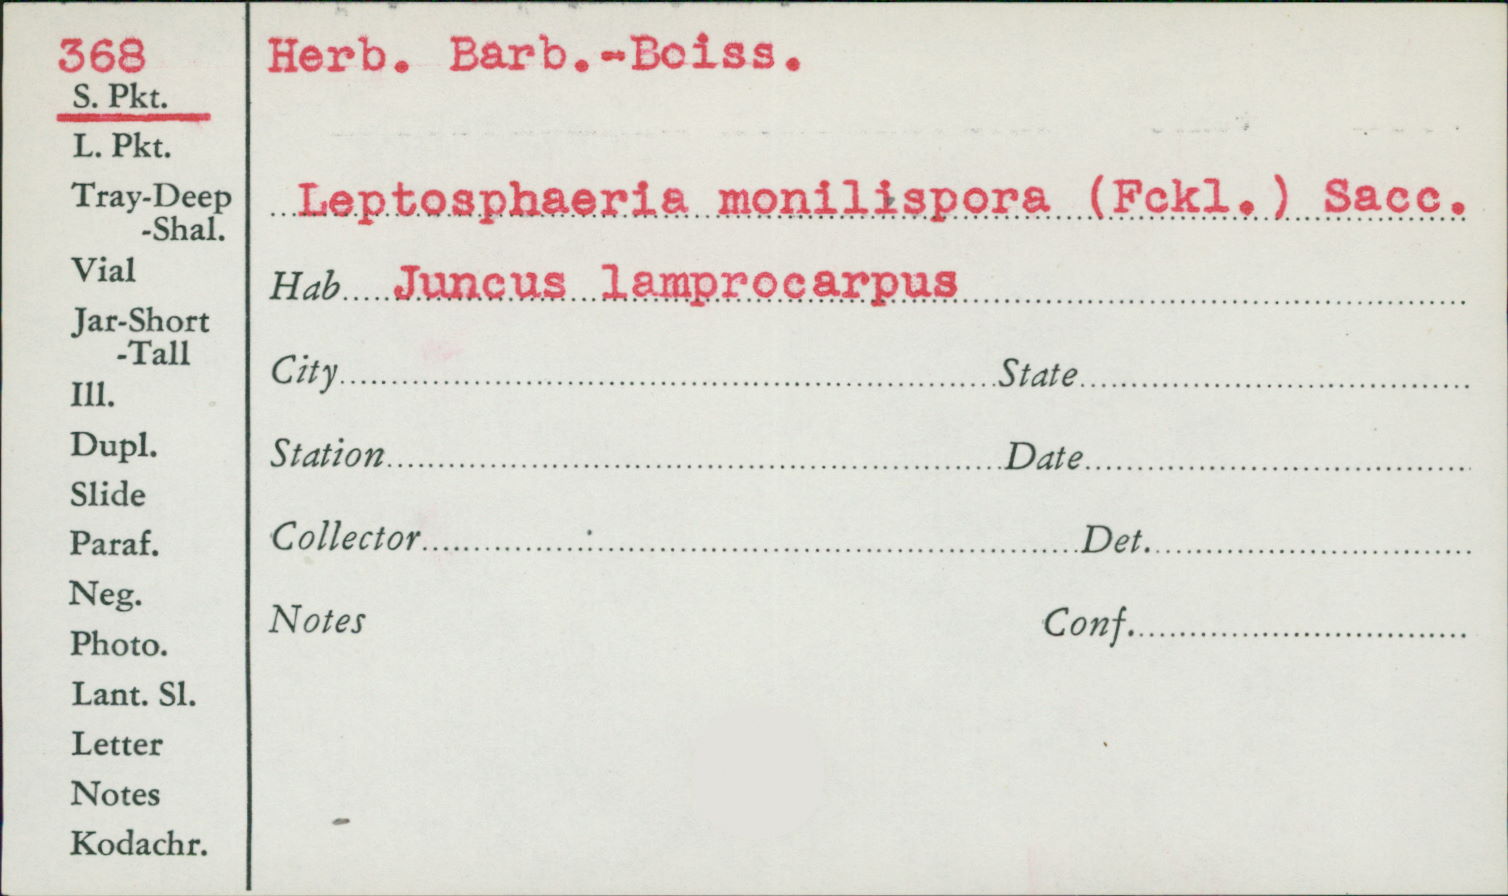 368
S. Pkt.
L. Pkt.
Tray-Deep
-Shal.
Vial
Jar-Short
-Tall
Ill.
Dupl.
Slide
Paraf.
Neg.
Photo.
Lant. Sl.
Letter
Notes
Kodachr.
Herb. Barb.-Boiss.
Leptosphaeria monilispora (Fckl.) Sacc.
Hab Juncus lamprocarpus
City State
Station Date
Collector Det.
Notes Conf.